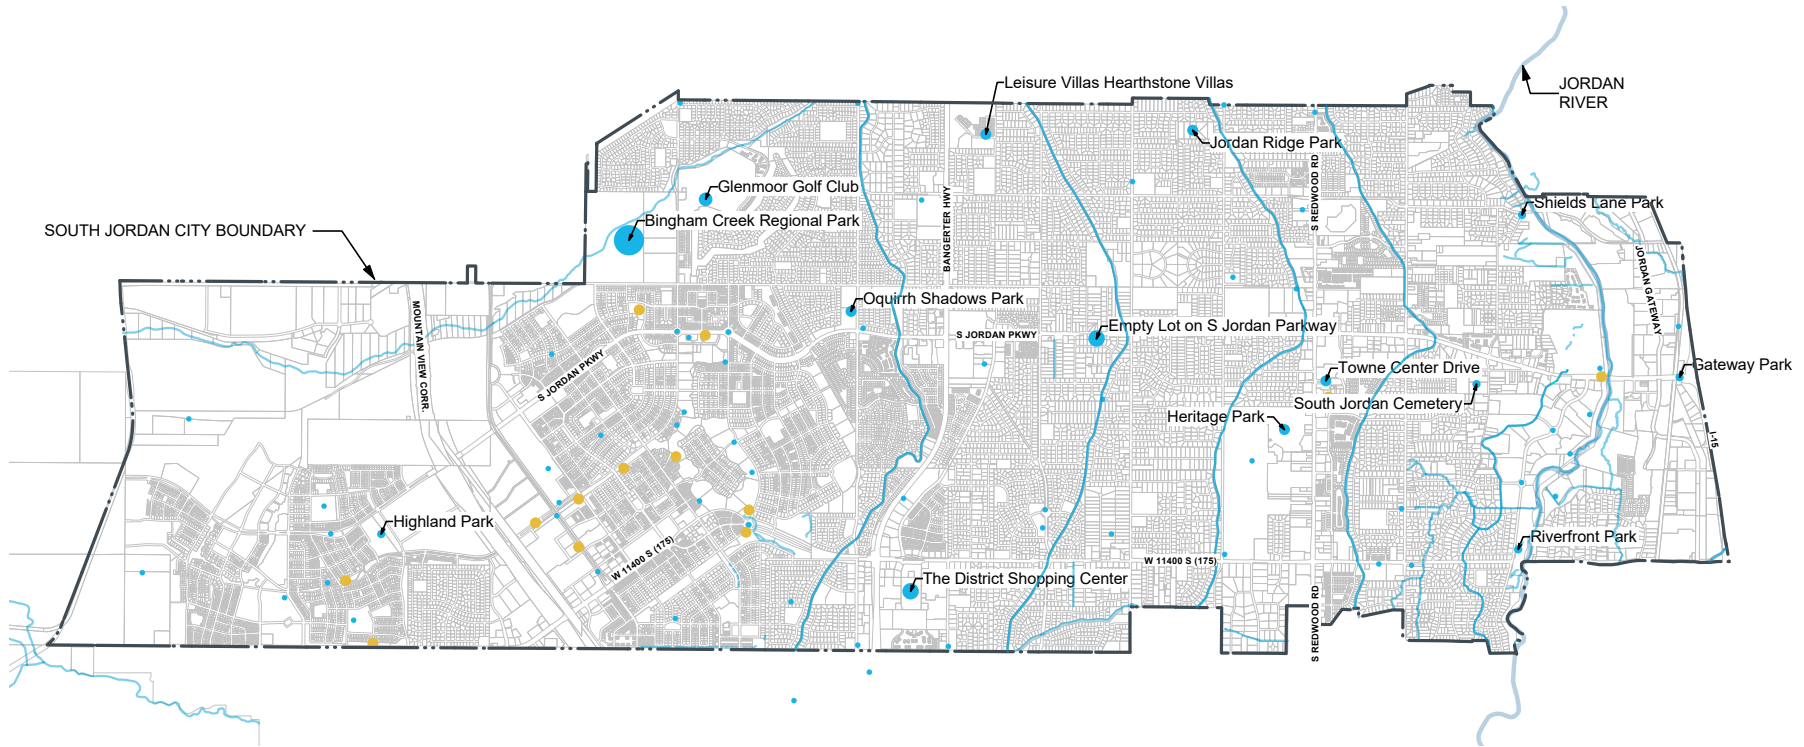 Leisure Villas Hearthstone Villas
JORDAN
RIVER
Jordan Ridge Park
S REDWOOD RD
Glenmoor Golf Club
BANGERTER HWY
Shields Lane Park
Bingham Creek Regional Park
SOUTH JORDAN CITY BOUNDARY
JORDAN GATEWAY
Oquirrh Shadows Park
MOUNTAIN VIEW CORR.
Empty Lot on S Jordan Parkway
S JORDAN PKWY
S JORDAN PKWY
Towne Center Drive
Gateway Park
South Jordan Cemetery
Heritage Park
I-15
Highland Park
Riverfront Park
W 11400 S (175)
W 11400 S (175)
The District Shopping Center
S REDWOOD RD